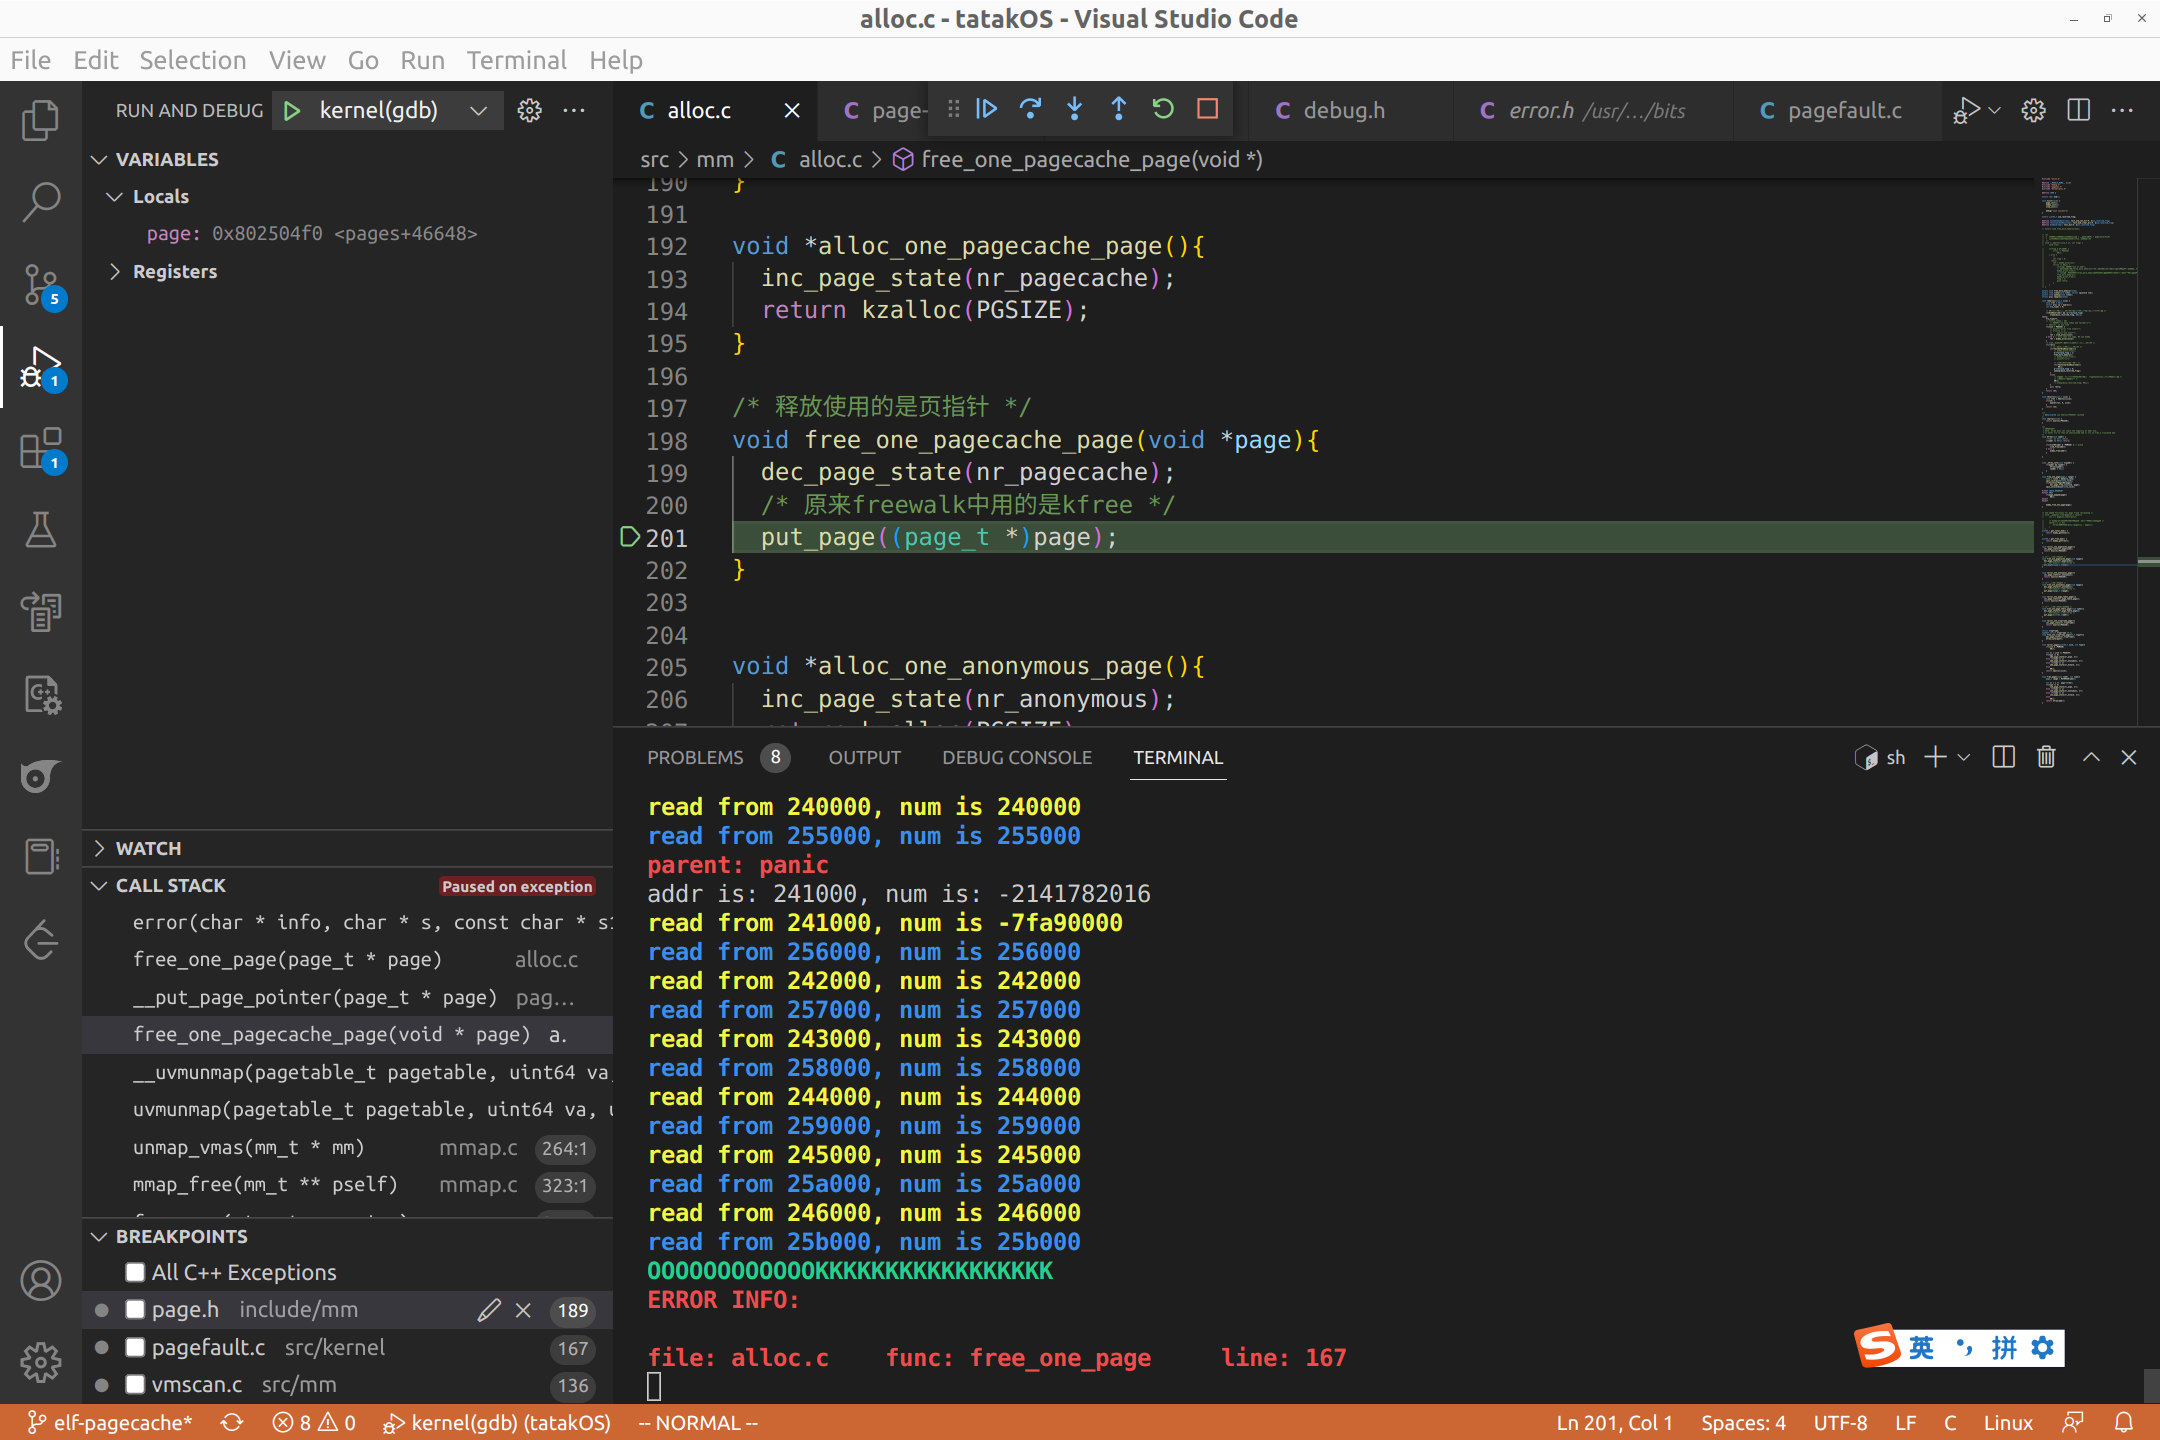 alloc.c - tatakOS - Visual Studio Code
File Edit Selection View Go Run Terminal Help
RUN AND DEBUG kernel(gdb)
VARIABLES
Locals
page: 0x802504f0 <pages+46648>
Registers
5
1
1
WATCH
CALL STACK Paused on exception
error(char * info, char * s, const char * s
free_one_page(page_t * page) alloc.c
__put_page_pointer(page_t * page) pag...
free_one_pagecache_page(void * page) a.
__uvmunmap(pagetable_t pagetable, uint64 va,
uvmunmap(pagetable_t pagetable, uint64 va,
unmap_vmas(mm_t * mm) mmap.c 264:1
mmap_free(mm_t ** pself) mmap.c 323:1
BREAKPOINTS
All C++ Exceptions
page.h include/mm 189
pagefault.c src/kernel 167
vmscan.c src/mm 136
C alloc.c C page- C debug.h C error.h /usr/.../bits C pagefault.c
src > mm > C alloc.c > free_one_pagecache_page(void *)
190 }
191
192 void *alloc_one_pagecache_page(){
193 inc_page_state(nr_pagecache);
194 return kzalloc(PGSIZE);
195 }
196
197 /* 释放使用的是页指针 */
198 void free_one_pagecache_page(void *page){
199 dec_page_state(nr_pagecache);
200 /* 原来freewalk中用的是kfree */
201 put_page((page_t *)page);
202 }
203
204
205 void *alloc_one_anonymous_page(){
206 inc_page_state(nr_anonymous);
PROBLEMS 8 OUTPUT DEBUG CONSOLE TERMINAL sh
read from 240000, num is 240000
read from 255000, num is 255000
parent: panic
addr is: 241000, num is: -2141782016
read from 241000, num is -7fa90000
read from 256000, num is 256000
read from 242000, num is 242000
read from 257000, num is 257000
read from 243000, num is 243000
read from 258000, num is 258000
read from 244000, num is 244000
read from 259000, num is 259000
read from 245000, num is 245000
read from 25a000, num is 25a000
read from 246000, num is 246000
read from 25b000, num is 25b000
OOOOOOOOOOOOKKKKKKKKKKKKKKKKK
ERROR INFO:
file: alloc.c func: free_one_page line: 167
S 英 拼
elf-pagecache* 8 0 kernel(gdb) (tatakOS) -- NORMAL -- Ln 201, Col 1 Spaces: 4 UTF-8 LF C Linux